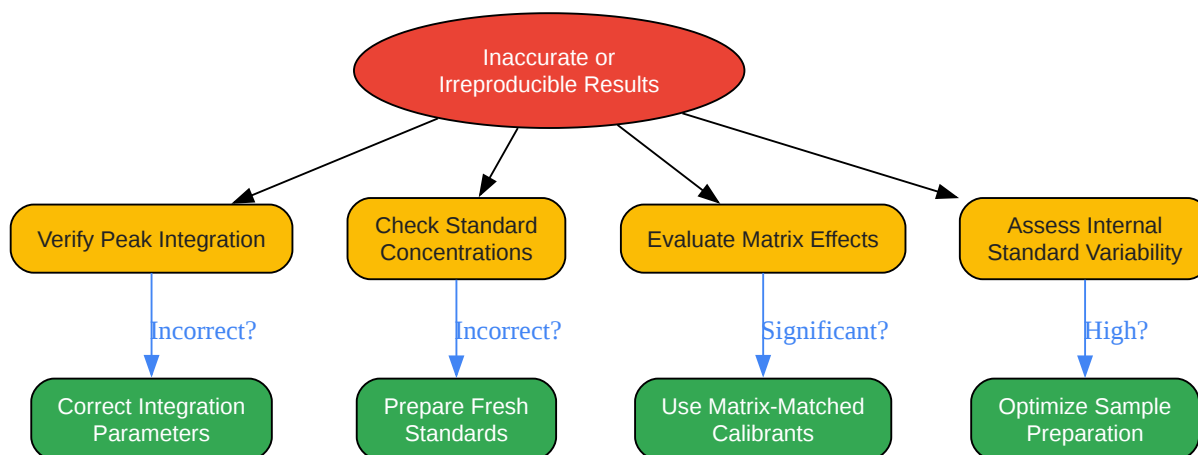 Inaccurate or
Irreproducible Results
Verify Peak Integration
Check Standard
Concentrations
Evaluate Matrix Effects
Assess Internal
Standard Variability
Incorrect?
Incorrect?
Significant?
High?
Correct Integration
Parameters
Prepare Fresh
Standards
Use Matrix-Matched
Calibrants
Optimize Sample
Preparation